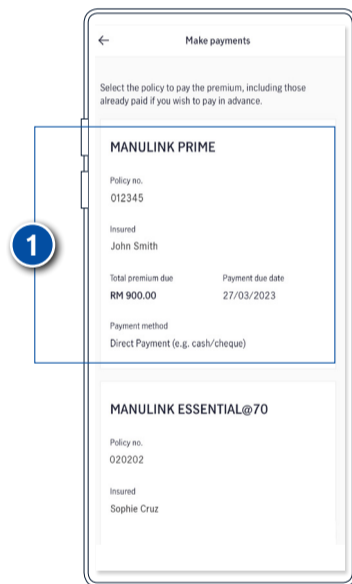 Make payments
Select the policy to pay the premium, including those
already paid if you wish to pay in advance.
MANULINK PRIME
Policy no.
012345
Insured
John Smith
Total premium due Payment due date
RM 900.00 27/03/2023
Payment method
Direct Payment (e.g. cash/cheque)
1
MANULINK ESSENTIAL@70
Policy no.
020202
Insured
Sophie Cruz